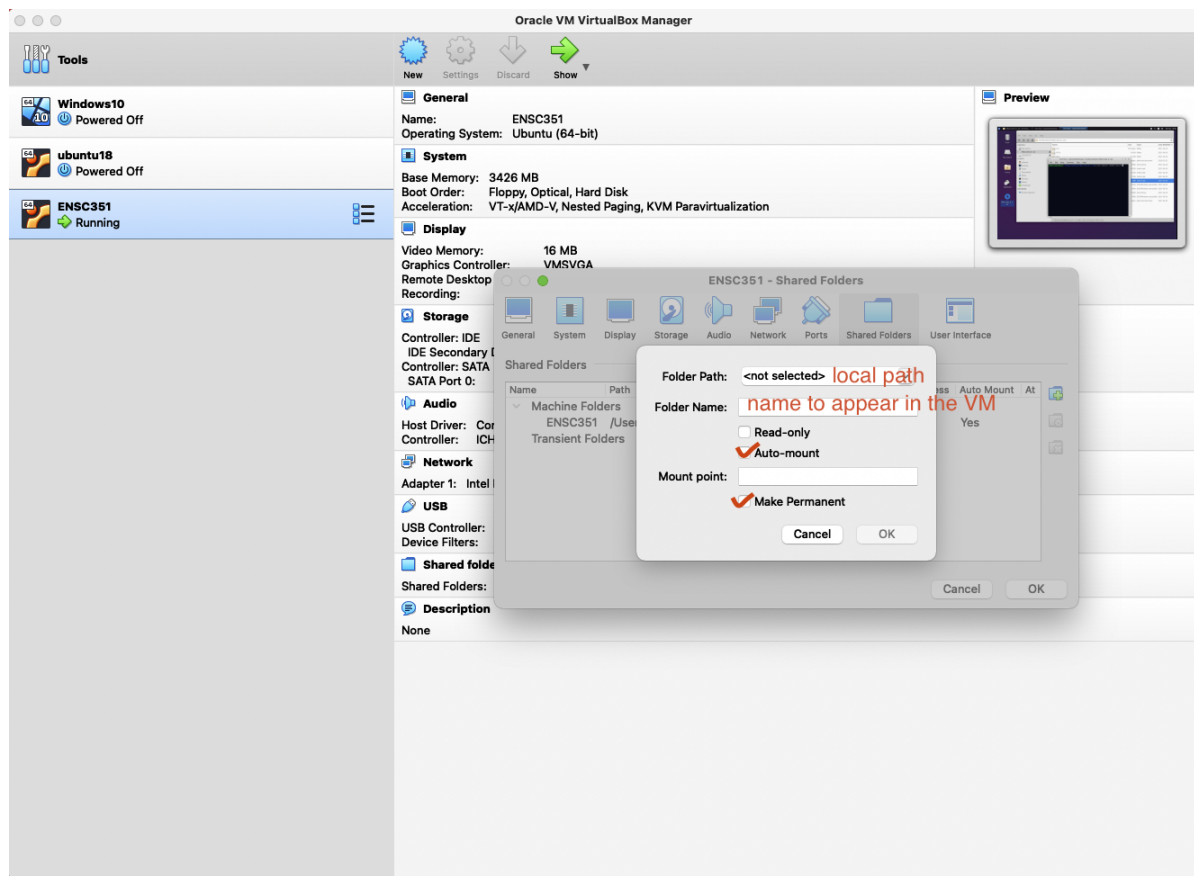 Oracle VM VirtualBox Manager
Tools
New Settings Discard Show
Windows10
Powered Off
ubuntu18
Powered Off
ENSC351
Running
General
Name: ENSC351
Operating System: Ubuntu (64-bit)
System
Base Memory: 3426 MB
Boot Order: Floppy, Optical, Hard Disk
Acceleration: VT-x/AMD-V, Nested Paging, KVM Paravirtualization
Display
Video Memory: 16 MB
Graphics Controller: VMSVGA
Remote Desktop
Recording:
Storage
Controller: IDE
IDE Secondary
Controller: SATA
SATA Port 0:
Audio
Host Driver:
Controller: ICH
Network
Adapter 1: Intel
USB
USB Controller:
Device Filters:
Shared folde
Shared Folders:
Description
None
Preview
ENSC351 - Shared Folders
General System Display Storage Audio Network Ports Shared Folders User Interface
Shared Folders
Name Path ess Auto Mount At
Machine Folders
ENSC351 /Use Yes
Transient Folders
Folder Path: <not selected> local path
Folder Name: name to appear in the VM
Read-only
Auto-mount
Mount point:
Make Permanent
Cancel OK
Cancel OK